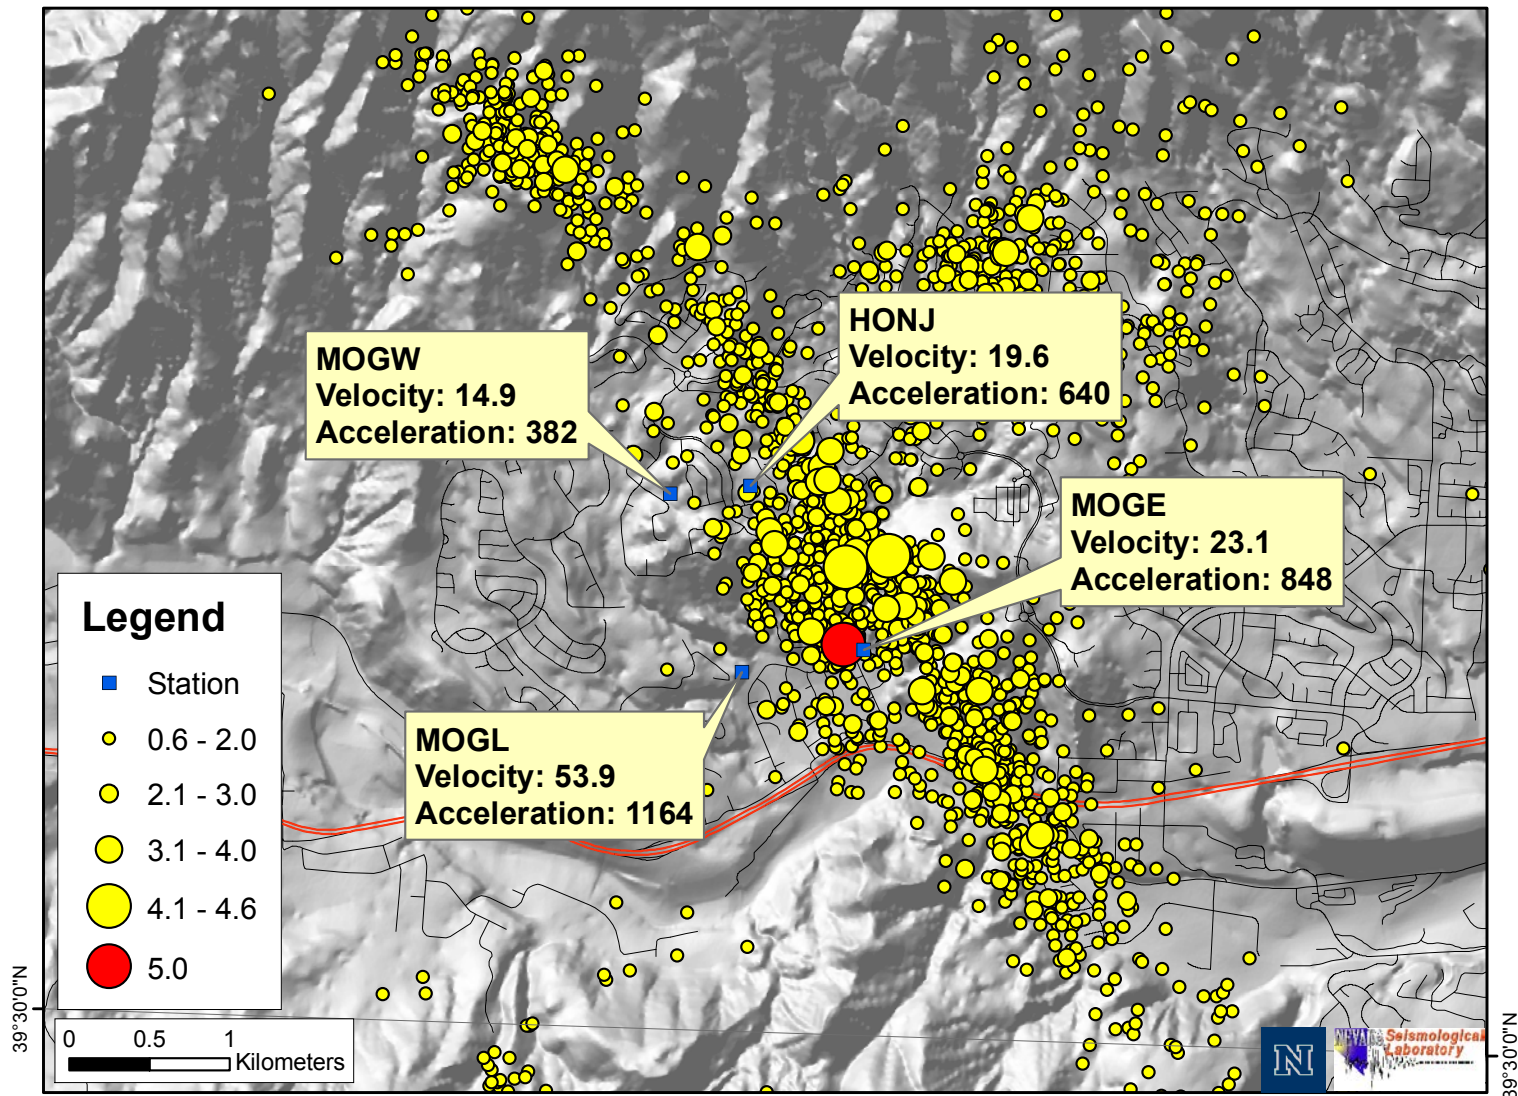 HONJ
Velocity: 19.6
Acceleration: 640
MOGW
Velocity: 14.9
Acceleration: 382
MOGE
Velocity: 23.1
Acceleration: 848
MOGL
Velocity: 53.9
Acceleration: 1164
Legend
Station
0.6 - 2.0
2.1 - 3.0
3.1 - 4.0
4.1 - 4.6
5.0
0 0.5 1
Kilometers
39°30'0"N
39°30'0"N
N
NEVADA Seismological
Laboratory